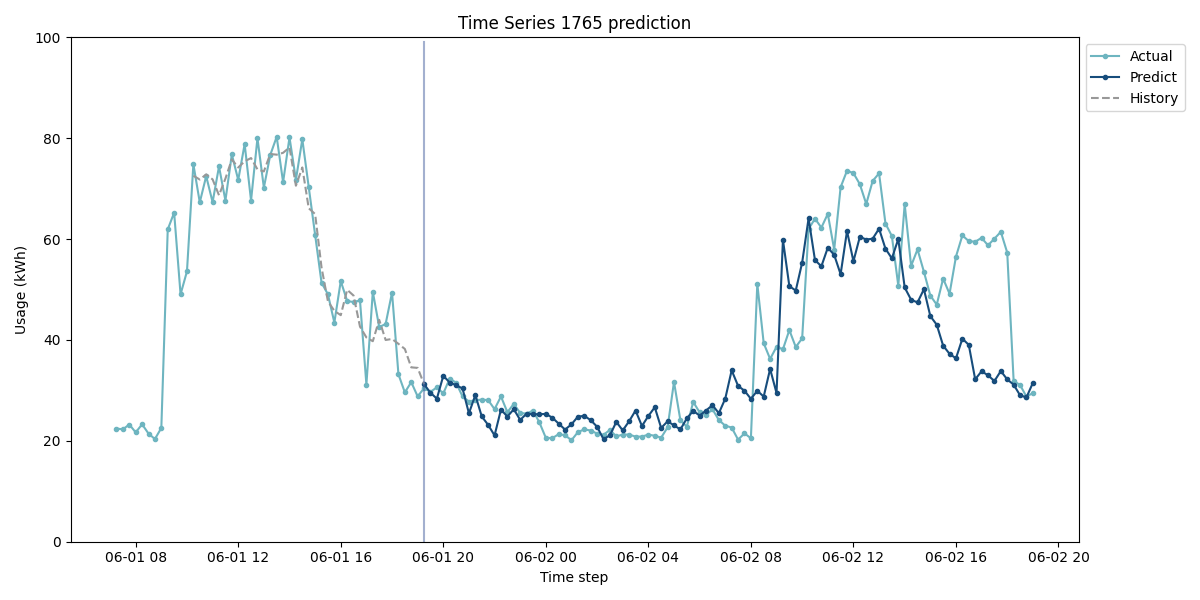 Time Series 1765 prediction
Usage (kWh)
100
80
60
40
20
0
06-01 08
06-01 12
06-01 16
06-01 20
06-02 00
06-02 04
06-02 08
06-02 12
06-02 16
06-02 20
Time step
Actual
Predict
History